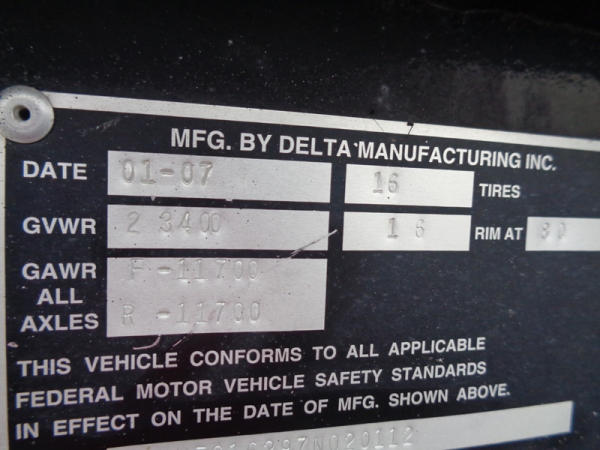 MFG. BY DELTA MANUFACTURING INC.
DATE 01-07 16 TIRES
GVWR 2 3400 16 RIM AT 80
GAWR F -11700
ALL
AXLES R -11700
THIS VEHICLE CONFORMS TO ALL APPLICABLE
FEDERAL MOTOR VEHICLE SAFETY STANDARDS
IN EFFECT ON THE DATE OF MFG. SHOWN ABOVE.